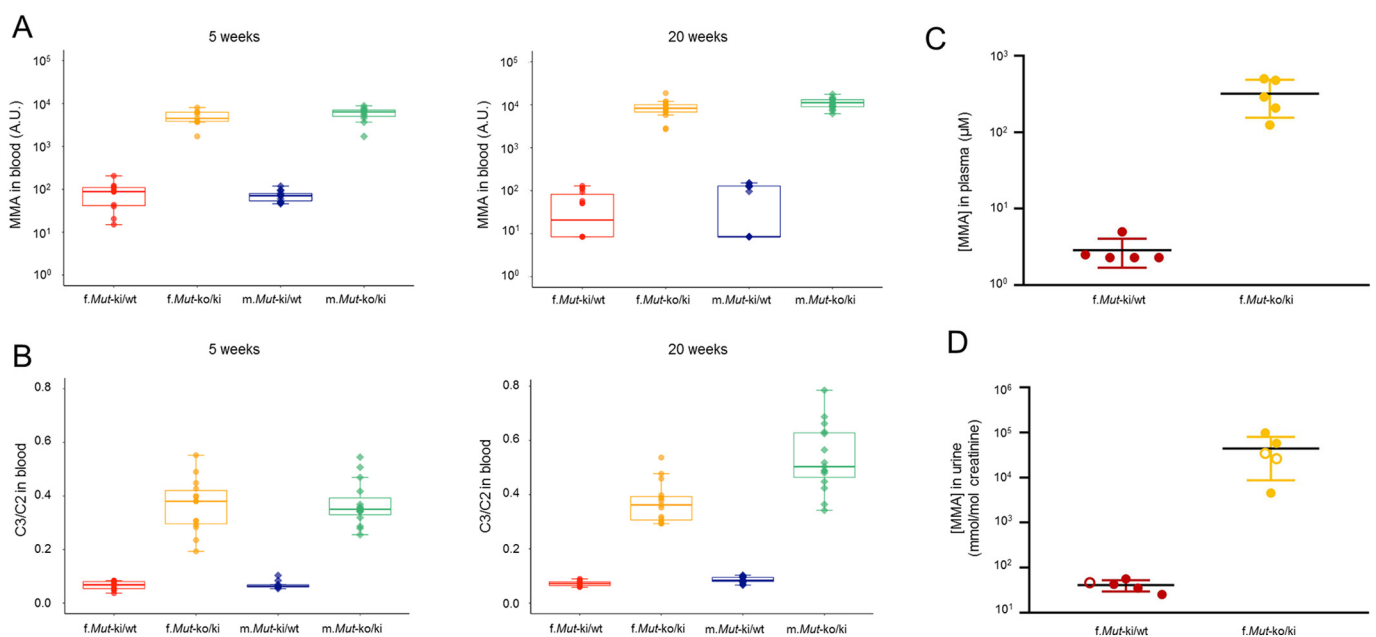 A
5 weeks
MMA in blood (A.U.)
10⁵
10⁴
10³
10²
10¹
10⁰
f.Mut-ki/wt f.Mut-ko/ki m.Mut-ki/wt m.Mut-ko/ki
20 weeks
MMA in blood (A.U.)
10⁵
10⁴
10³
10²
10¹
10⁰
f.Mut-ki/wt f.Mut-ko/ki m.Mut-ki/wt m.Mut-ko/ki
B
5 weeks
C3/C2 in blood
0.8
0.6
0.4
0.2
0.0
f.Mut-ki/wt f.Mut-ko/ki m.Mut-ki/wt m.Mut-ko/ki
20 weeks
C3/C2 in blood
0.8
0.6
0.4
0.2
0.0
f.Mut-ki/wt f.Mut-ko/ki m.Mut-ki/wt m.Mut-ko/ki
C
[MMA] in plasma (µM)
10³
10²
10¹
10⁰
f.Mut-ki/wt f.Mut-ko/ki
D
[MMA] in urine
(mmol/mol creatinine)
10⁶
10⁵
10⁴
10²
10¹
f.Mut-ki/wt f.Mut-ko/ki